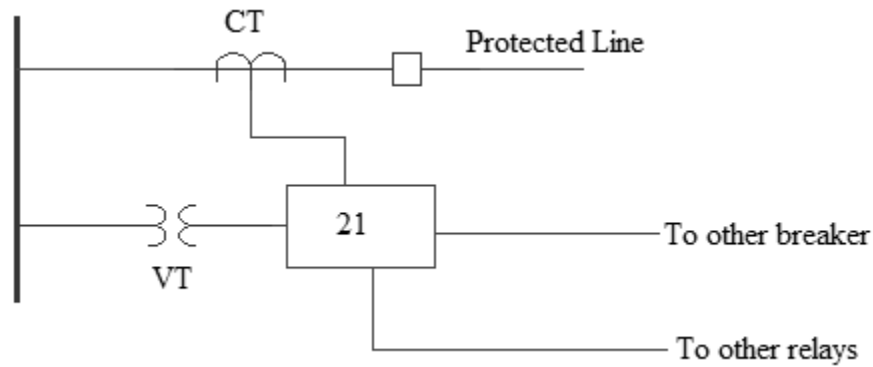 CT
Protected Line
21
To other breaker
VT
To other relays